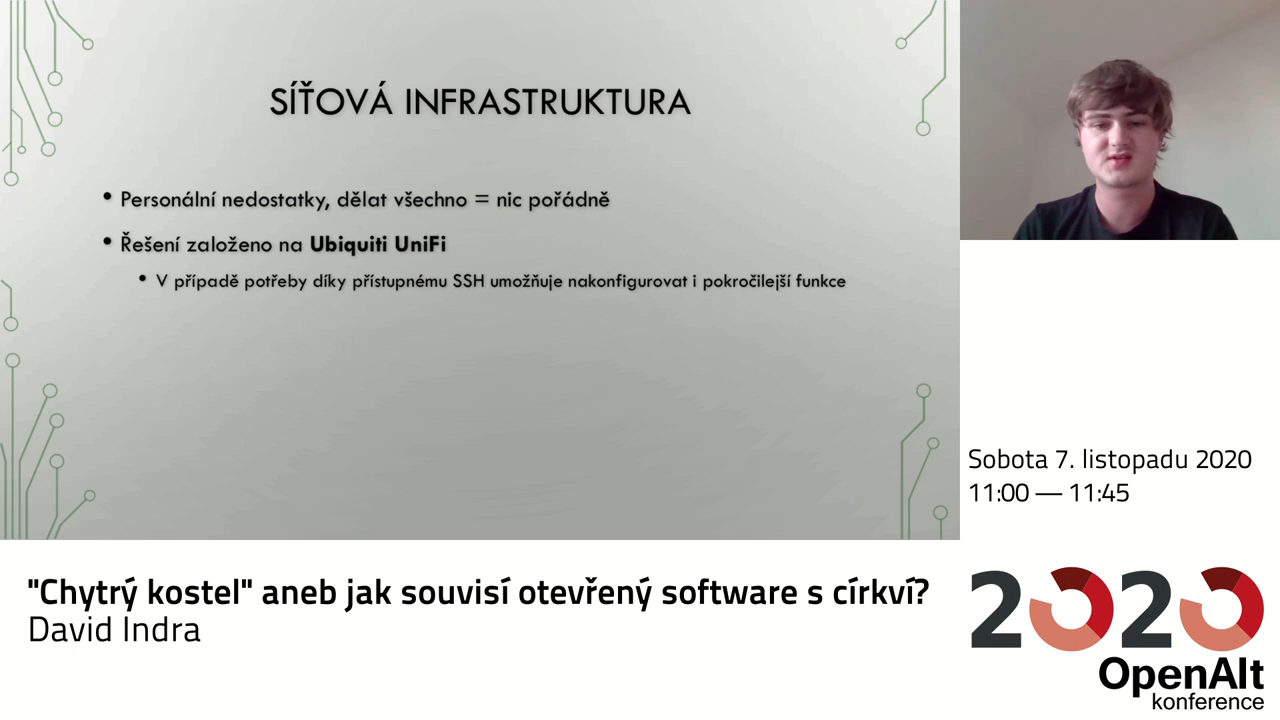 SÍŤOVÁ INFRASTRUKTURA
• Personální nedostatky, dělat všechno = nic pořádně
• Řešení založeno na Ubiquiti UniFi
• V případě potřeby díky přístupnému SSH umožňuje nakonfigurovat i pokročilejší funkce
Sobota 7. listopadu 2020
11:00 — 11:45
"Chytrý kostel" aneb jak souvisí otevřený software s církví?
David Indra
2020
OpenAlt
konference